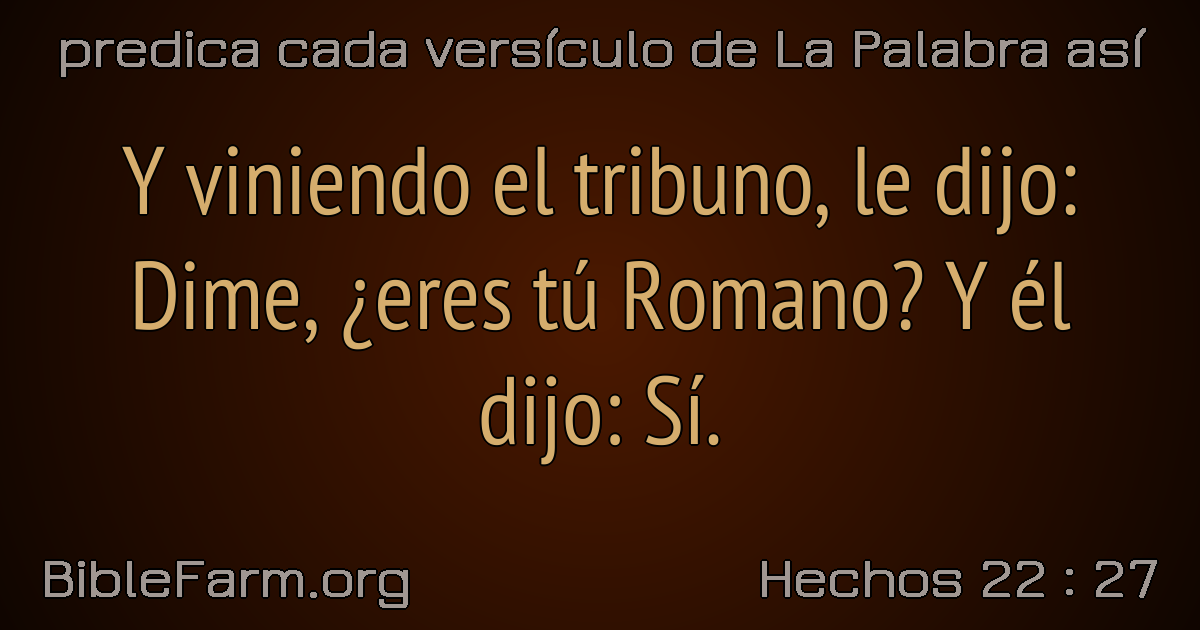 predica cada versículo de La Palabra así
Y viniendo el tribuno, le dijo:
Dime, ¿eres tú Romano? Y él
dijo: Sí.
BibleFarm.org
Hechos 22 : 27